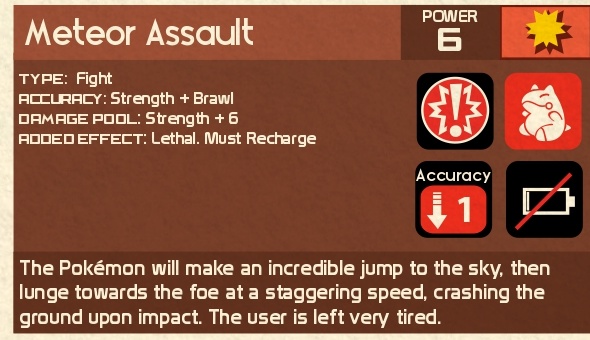 Meteor Assault
POWER
6
TYPE: Fight
ACCURACY: Strength + Brawl
DAMAGE POOL: Strength + 6
ADDED EFFECT: Lethal. Must Recharge
!
Accuracy
1
The Pokémon will make an incredible jump to the sky, then
lunge towards the foe at a staggering speed, crashing the
ground upon impact. The user is left very tired.